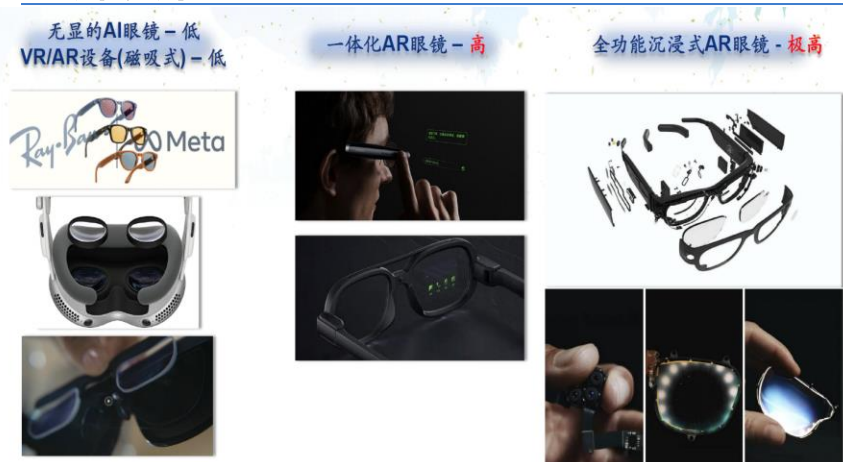 无显的AI眼镜 – 低
VR/AR设备(磁吸式) – 低
一体化AR眼镜 – 高
全功能沉浸式AR眼镜 - 极高
Ray-Ban
Meta